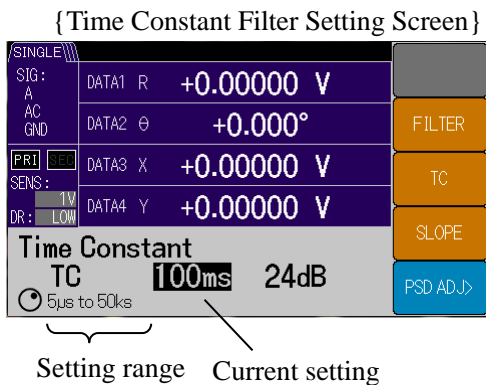 {Time Constant Filter Setting Screen}
SINGLE
SIG:
A
AC
GND
PRI SEC
SENS:
1V
DR: LOW
DATA1 R +0.00000 V
DATA2 θ +0.000°
DATA3 X +0.00000 V
DATA4 Y +0.00000 V
FILTER
TC
SLOPE
PSD ADJ>
Time Constant
TC 100ms 24dB
5μs to 50ks
Setting range Current setting